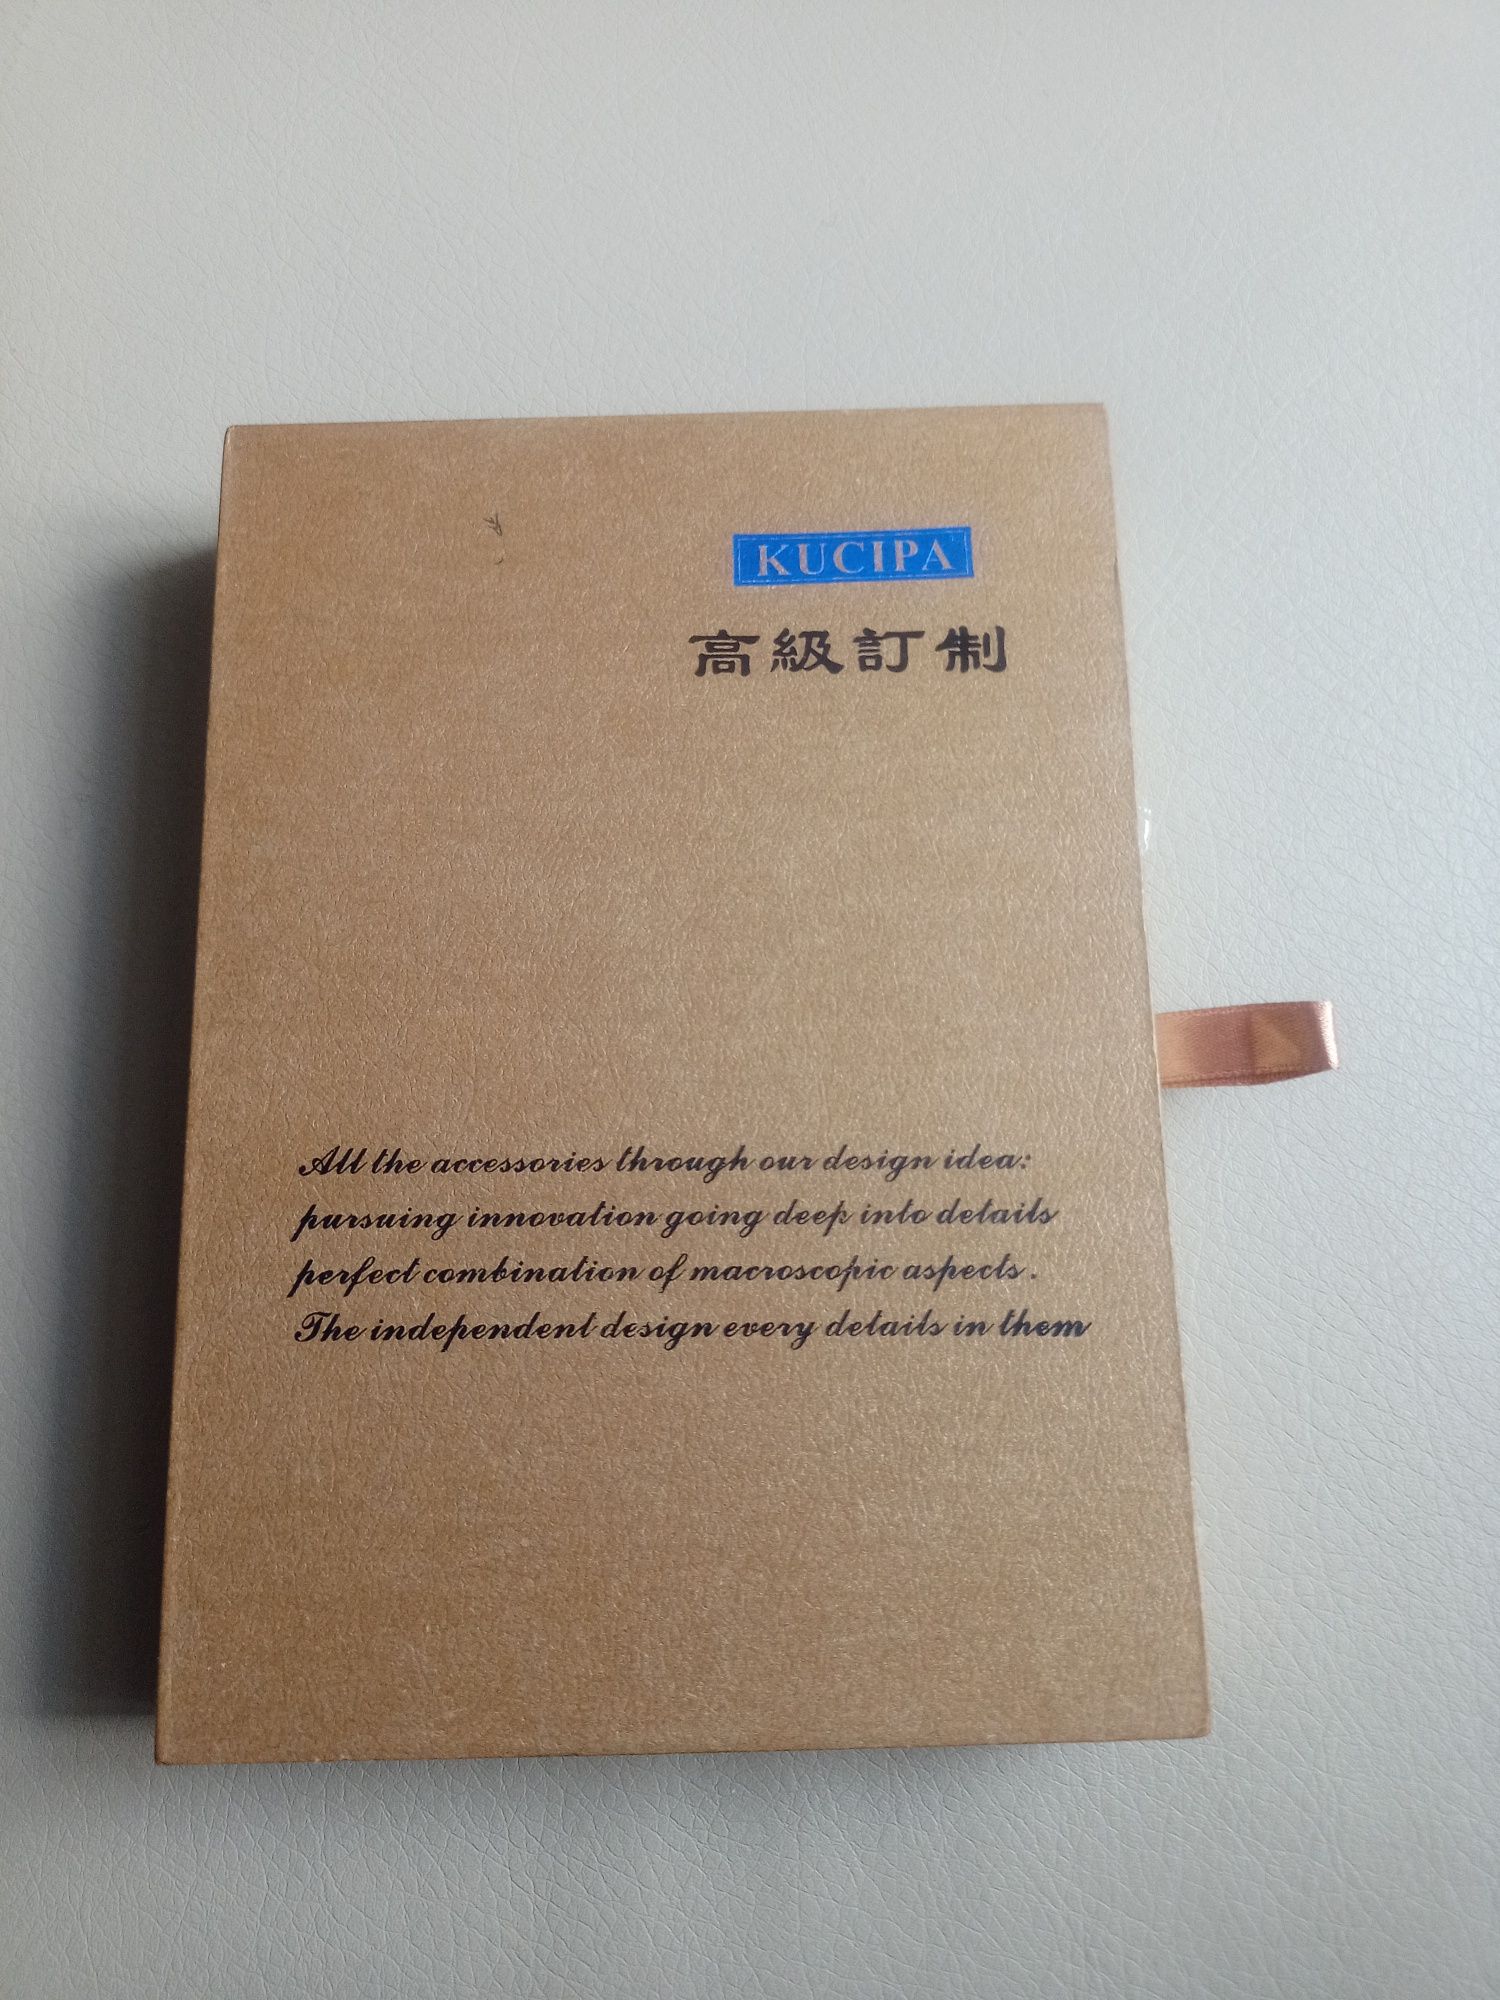 KUCIPA
高級訂制
All the accessories through our design idea:
pursuing innovation going deep into details
perfect combination of macroscopic aspects.
The independent design every details in them